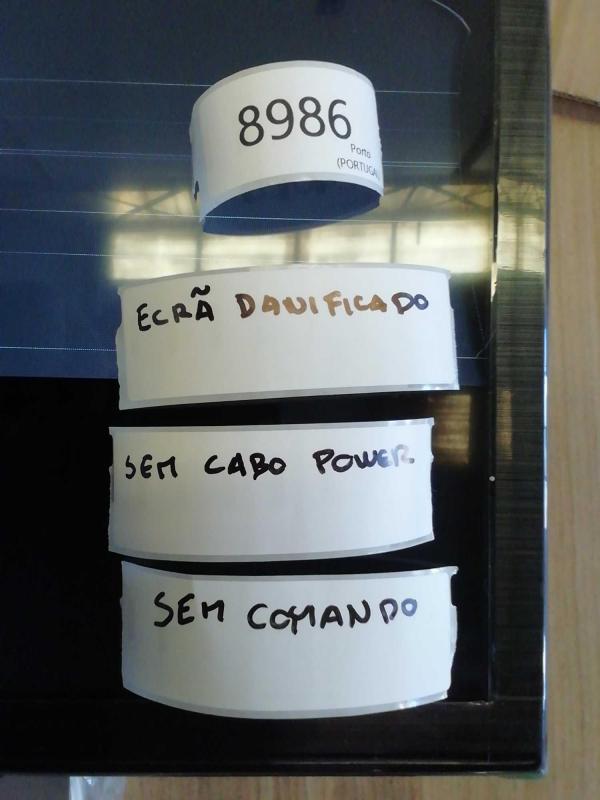 8986
Porto
(PORTUGAL
ECRÃ DANIFICADO
SEM CABO POWER
SEM COMANDO